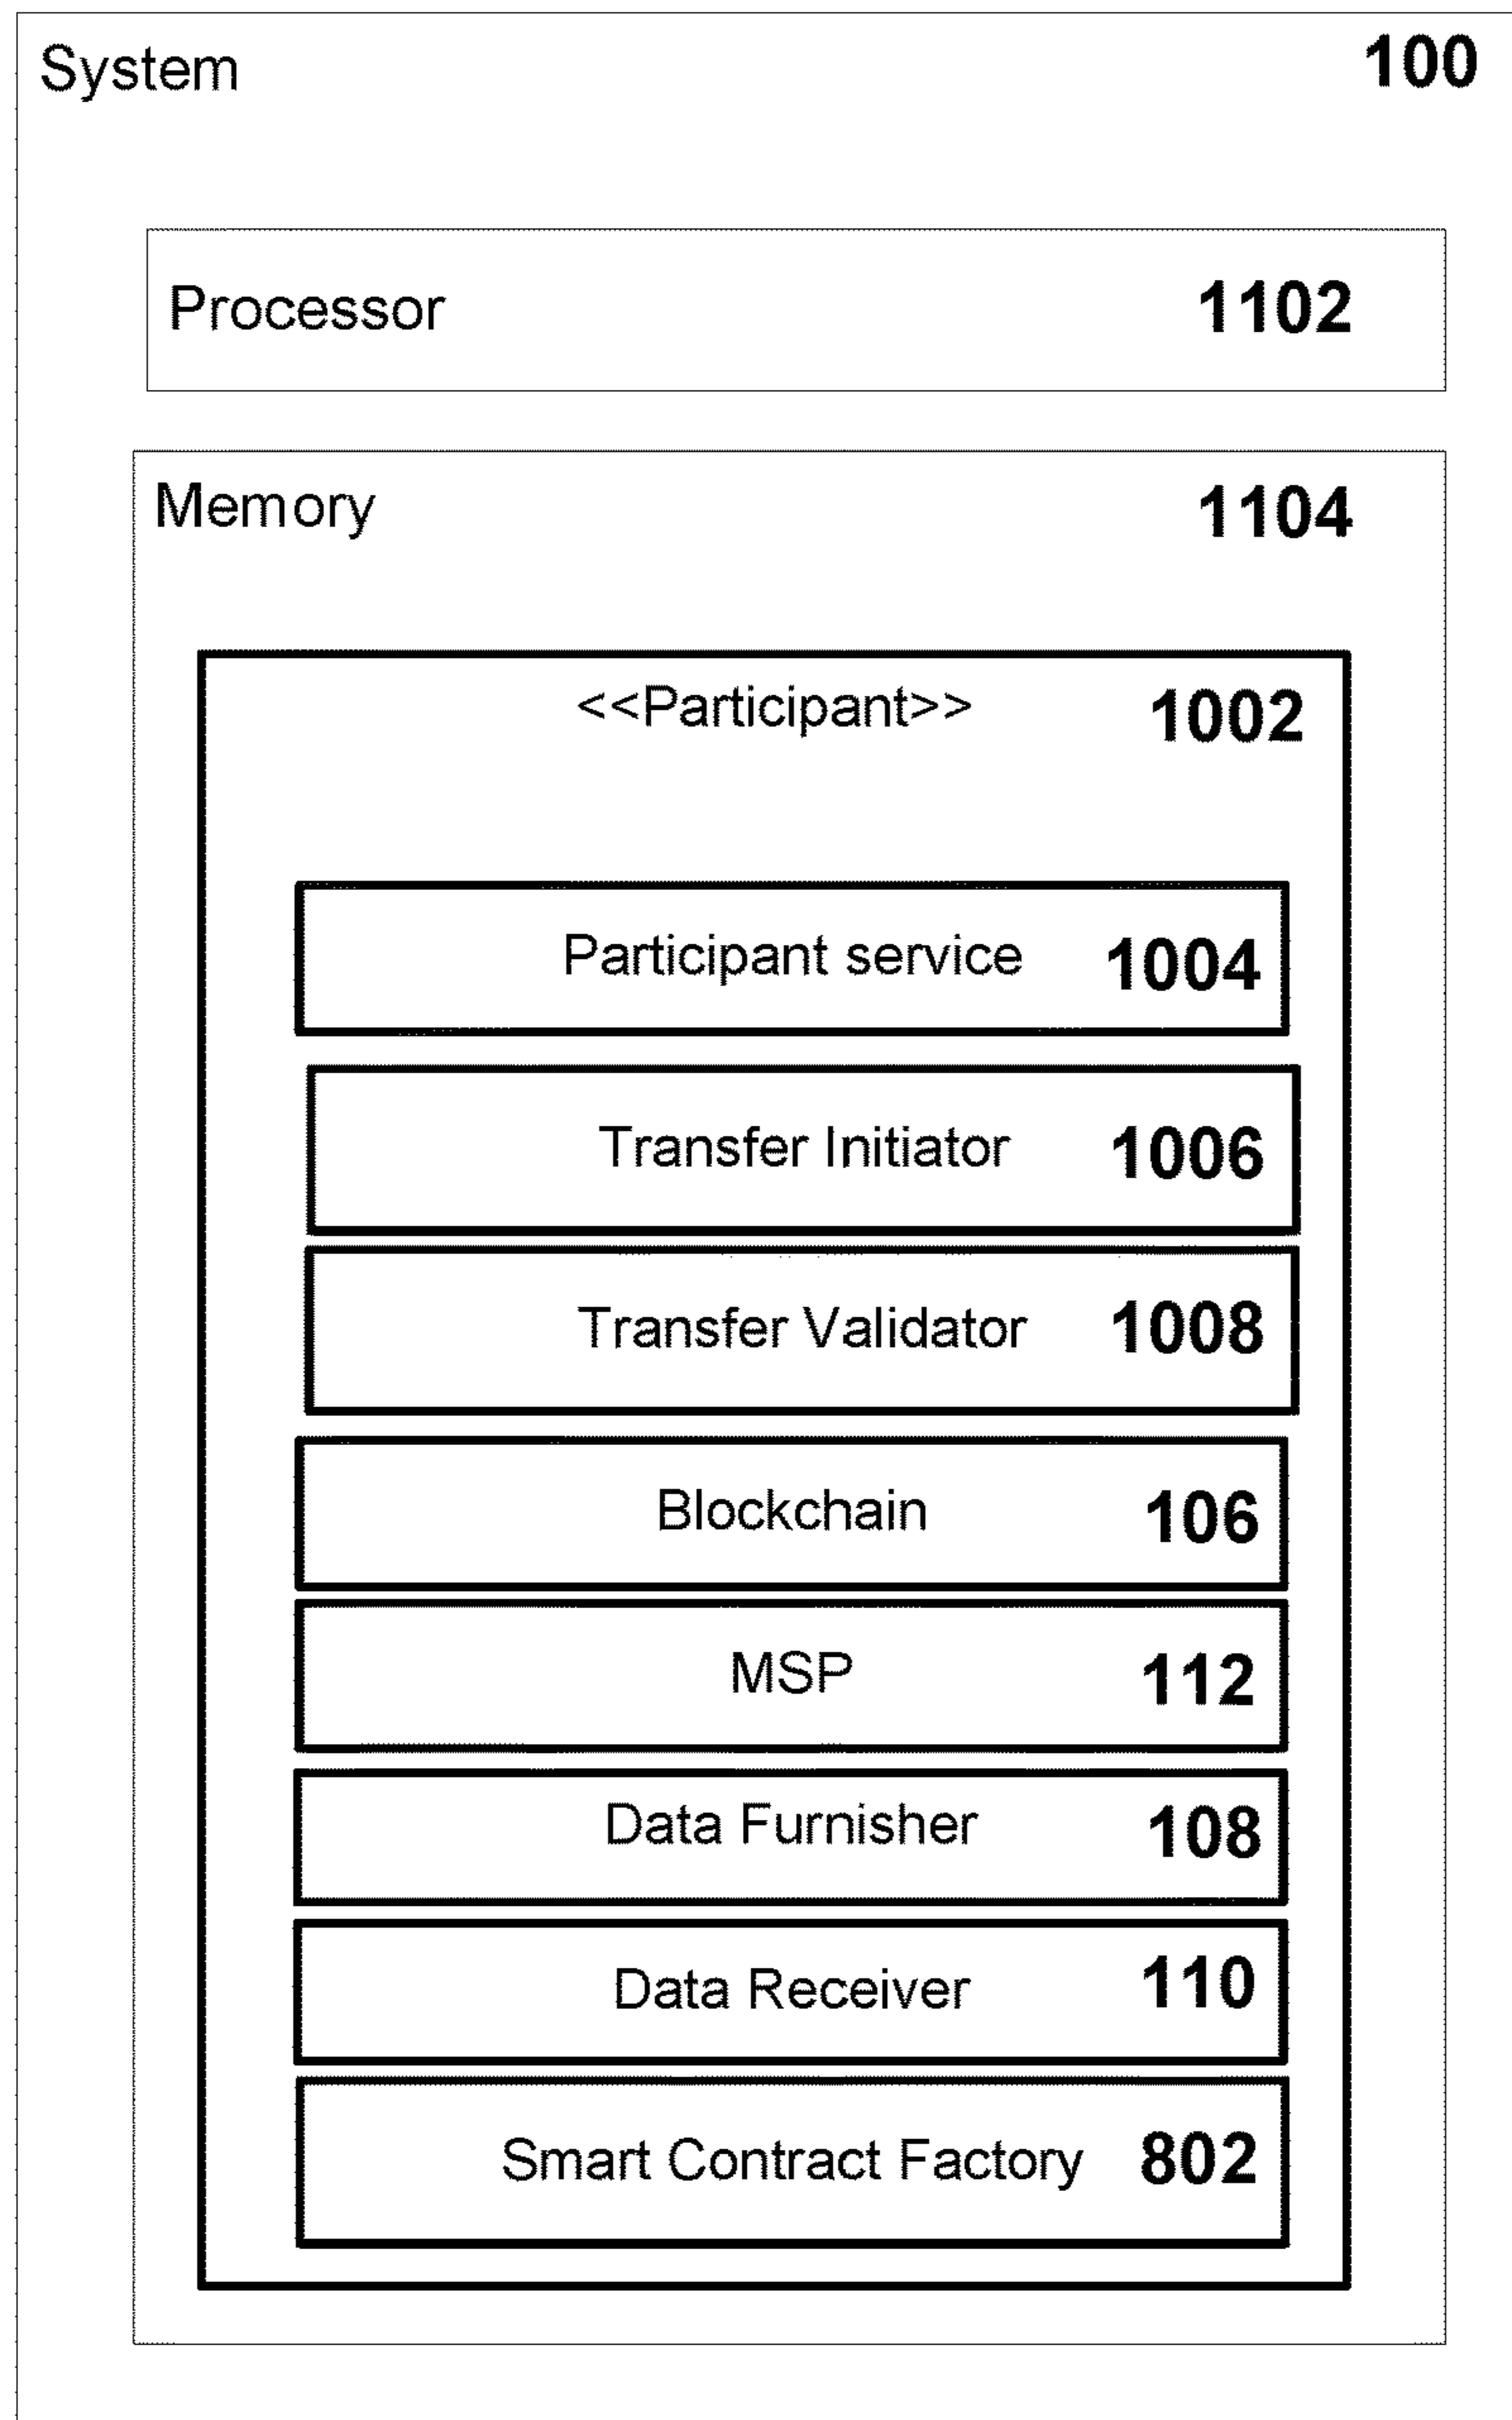 System 100
Processor 1102
Memory 1104
<<Participant>> 1002
Participant service 1004
Transfer Initiator 1006
Transfer Validator 1008
Blockchain 106
MSP 112
Data Furnisher 108
Data Receiver 110
Smart Contract Factory 802